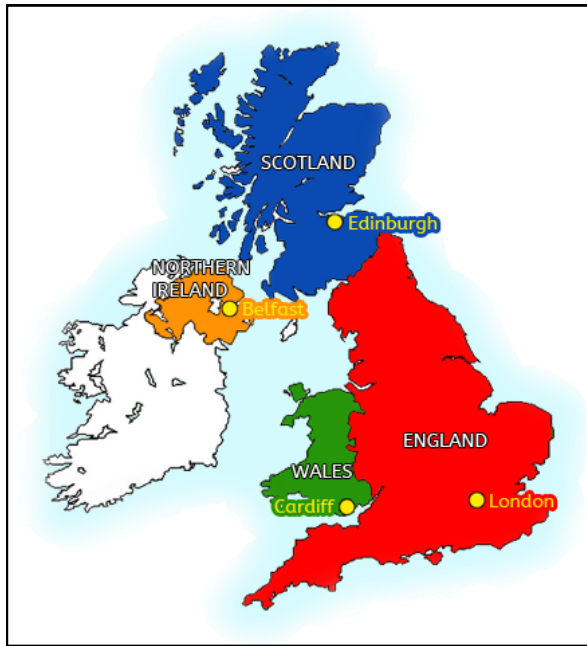 SCOTLAND
Edinburgh
NORTHERN
IRELAND
Belfast
ENGLAND
WALES
Cardiff
London